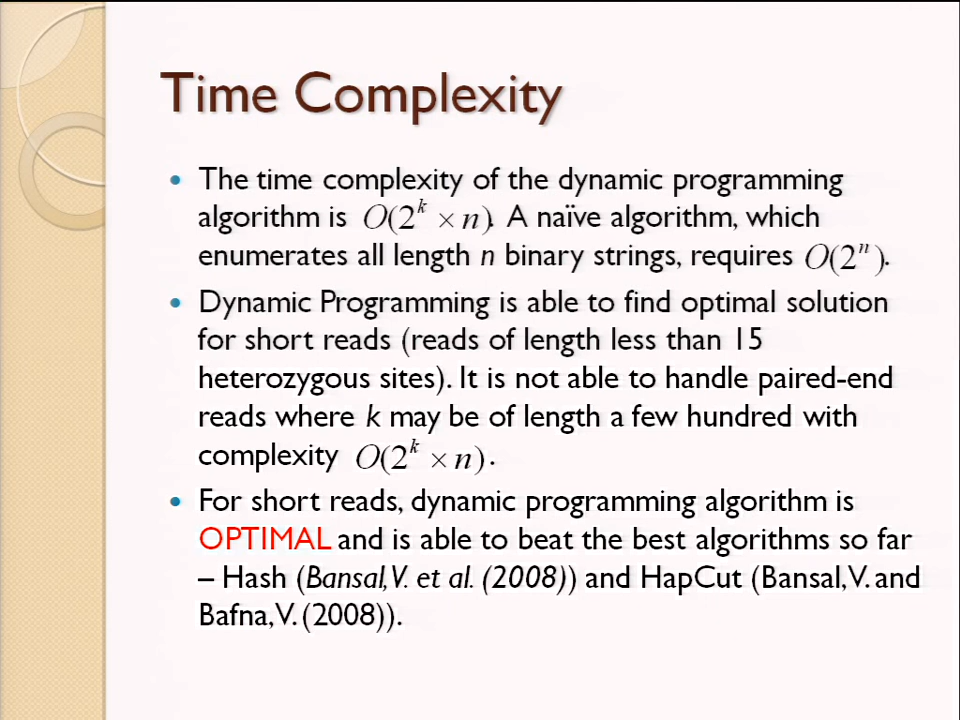 Time Complexity
The time complexity of the dynamic programming
algorithm is O(2^k × n). A naïve algorithm, which
enumerates all length n binary strings, requires O(2^n).
Dynamic Programming is able to find optimal solution
for short reads (reads of length less than 15
heterozygous sites). It is not able to handle paired-end
reads where k may be of length a few hundred with
complexity O(2^k × n).
For short reads, dynamic programming algorithm is
OPTIMAL and is able to beat the best algorithms so far
– Hash (Bansal, V. et al. (2008)) and HapCut (Bansal, V. and
Bafna, V. (2008)).